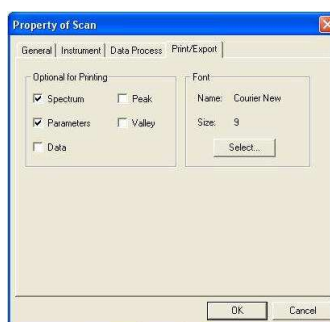 Property of Scan
General Instrument Data Process Print/Export
Optional for Printing
Spectrum Peak
Parameters Valley
Data
Font
Name: Courier New
Size: 9
Select...
OK Cancel